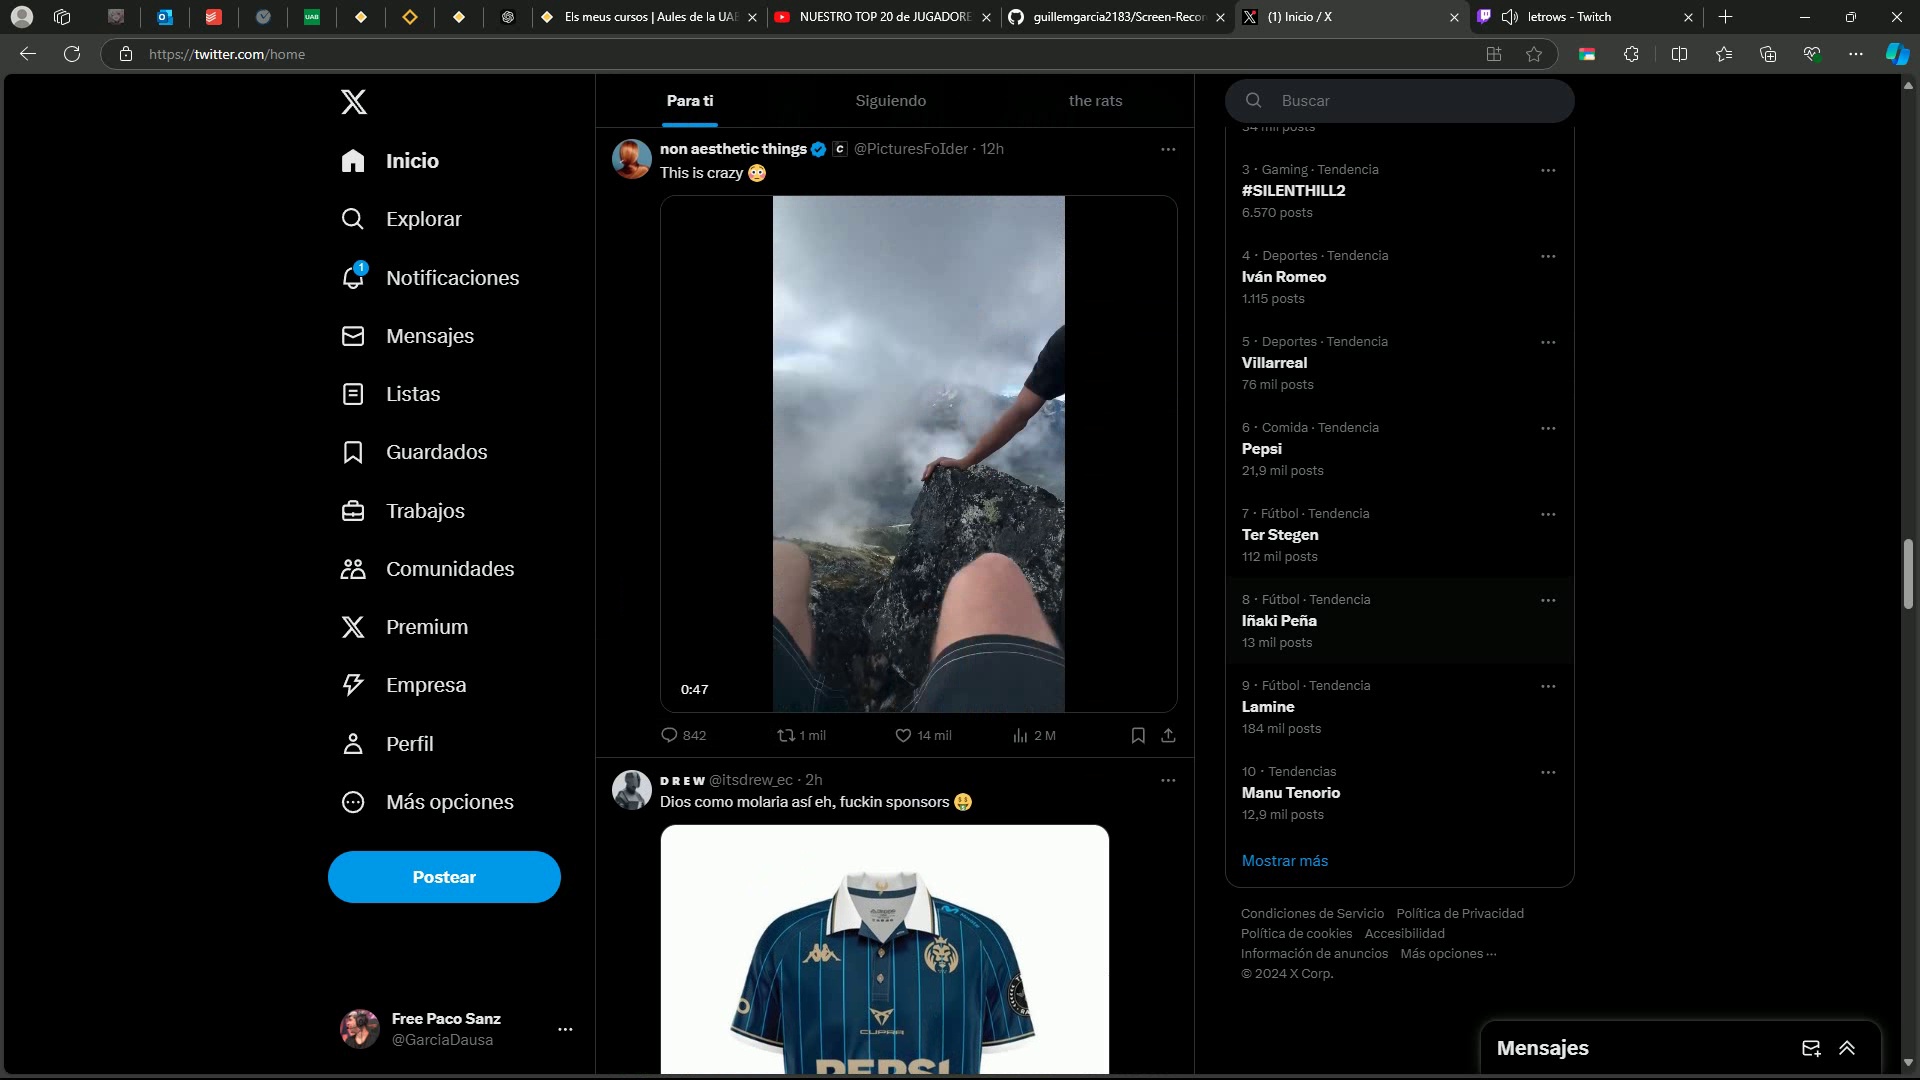 Els meus cursos | Aules de la UAB
NUESTRO TOP 20 de JUGADORE
guillemgarcia2183/Screen-Recor
(1) Inicio / X
letrows - Twitch
https://twitter.com/home
Inicio
Explorar
1
Notificaciones
Mensajes
Listas
Guardados
Trabajos
Comunidades
Premium
Empresa
Perfil
Más opciones
Postear
Free Paco Sanz
@GarciaDausa
Para ti
Siguiendo
the rats
non aesthetic things @PicturesFoIder · 12h
This is crazy 😳
0:47
842
1 mil
14 mil
2 M
DREW @itsdrew_ec · 2h
Dios como molaria así eh, fuckin sponsors 🤑
CUPRA
PEPSI
Buscar
34 mil posts
3 · Gaming · Tendencia
#SILENTHILL2
6.570 posts
4 · Deportes · Tendencia
Iván Romeo
1.115 posts
5 · Deportes · Tendencia
Villarreal
76 mil posts
6 · Comida · Tendencia
Pepsi
21,9 mil posts
7 · Fútbol · Tendencia
Ter Stegen
112 mil posts
8 · Fútbol · Tendencia
Iñaki Peña
13 mil posts
9 · Fútbol · Tendencia
Lamine
184 mil posts
10 · Tendencias
Manu Tenorio
12,9 mil posts
Mostrar más
Condiciones de Servicio Política de Privacidad
Política de cookies Accesibilidad
Información de anuncios Más opciones ···
© 2024 X Corp.
Mensajes